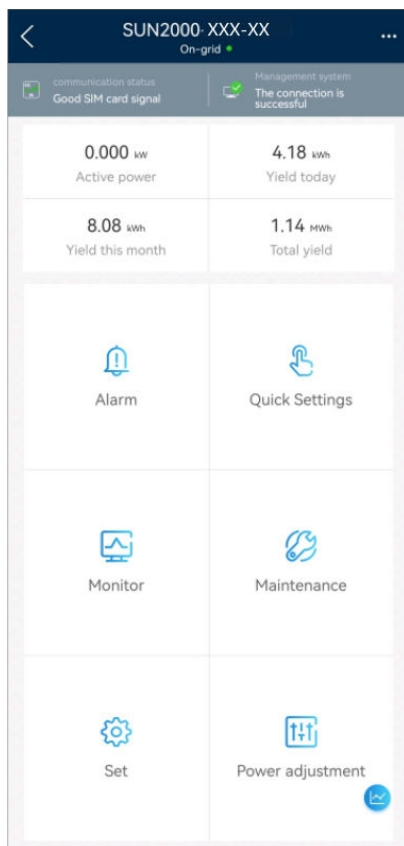 SUN2000-XXX-XX
On-grid
communication status
Good SIM card signal
Management system
The connection is
successful
0.000 kW
Active power
4.18 kWh
Yield today
8.08 kWh
Yield this month
1.14 MWh
Total yield
Alarm
Quick Settings
Monitor
Maintenance
Set
Power adjustment